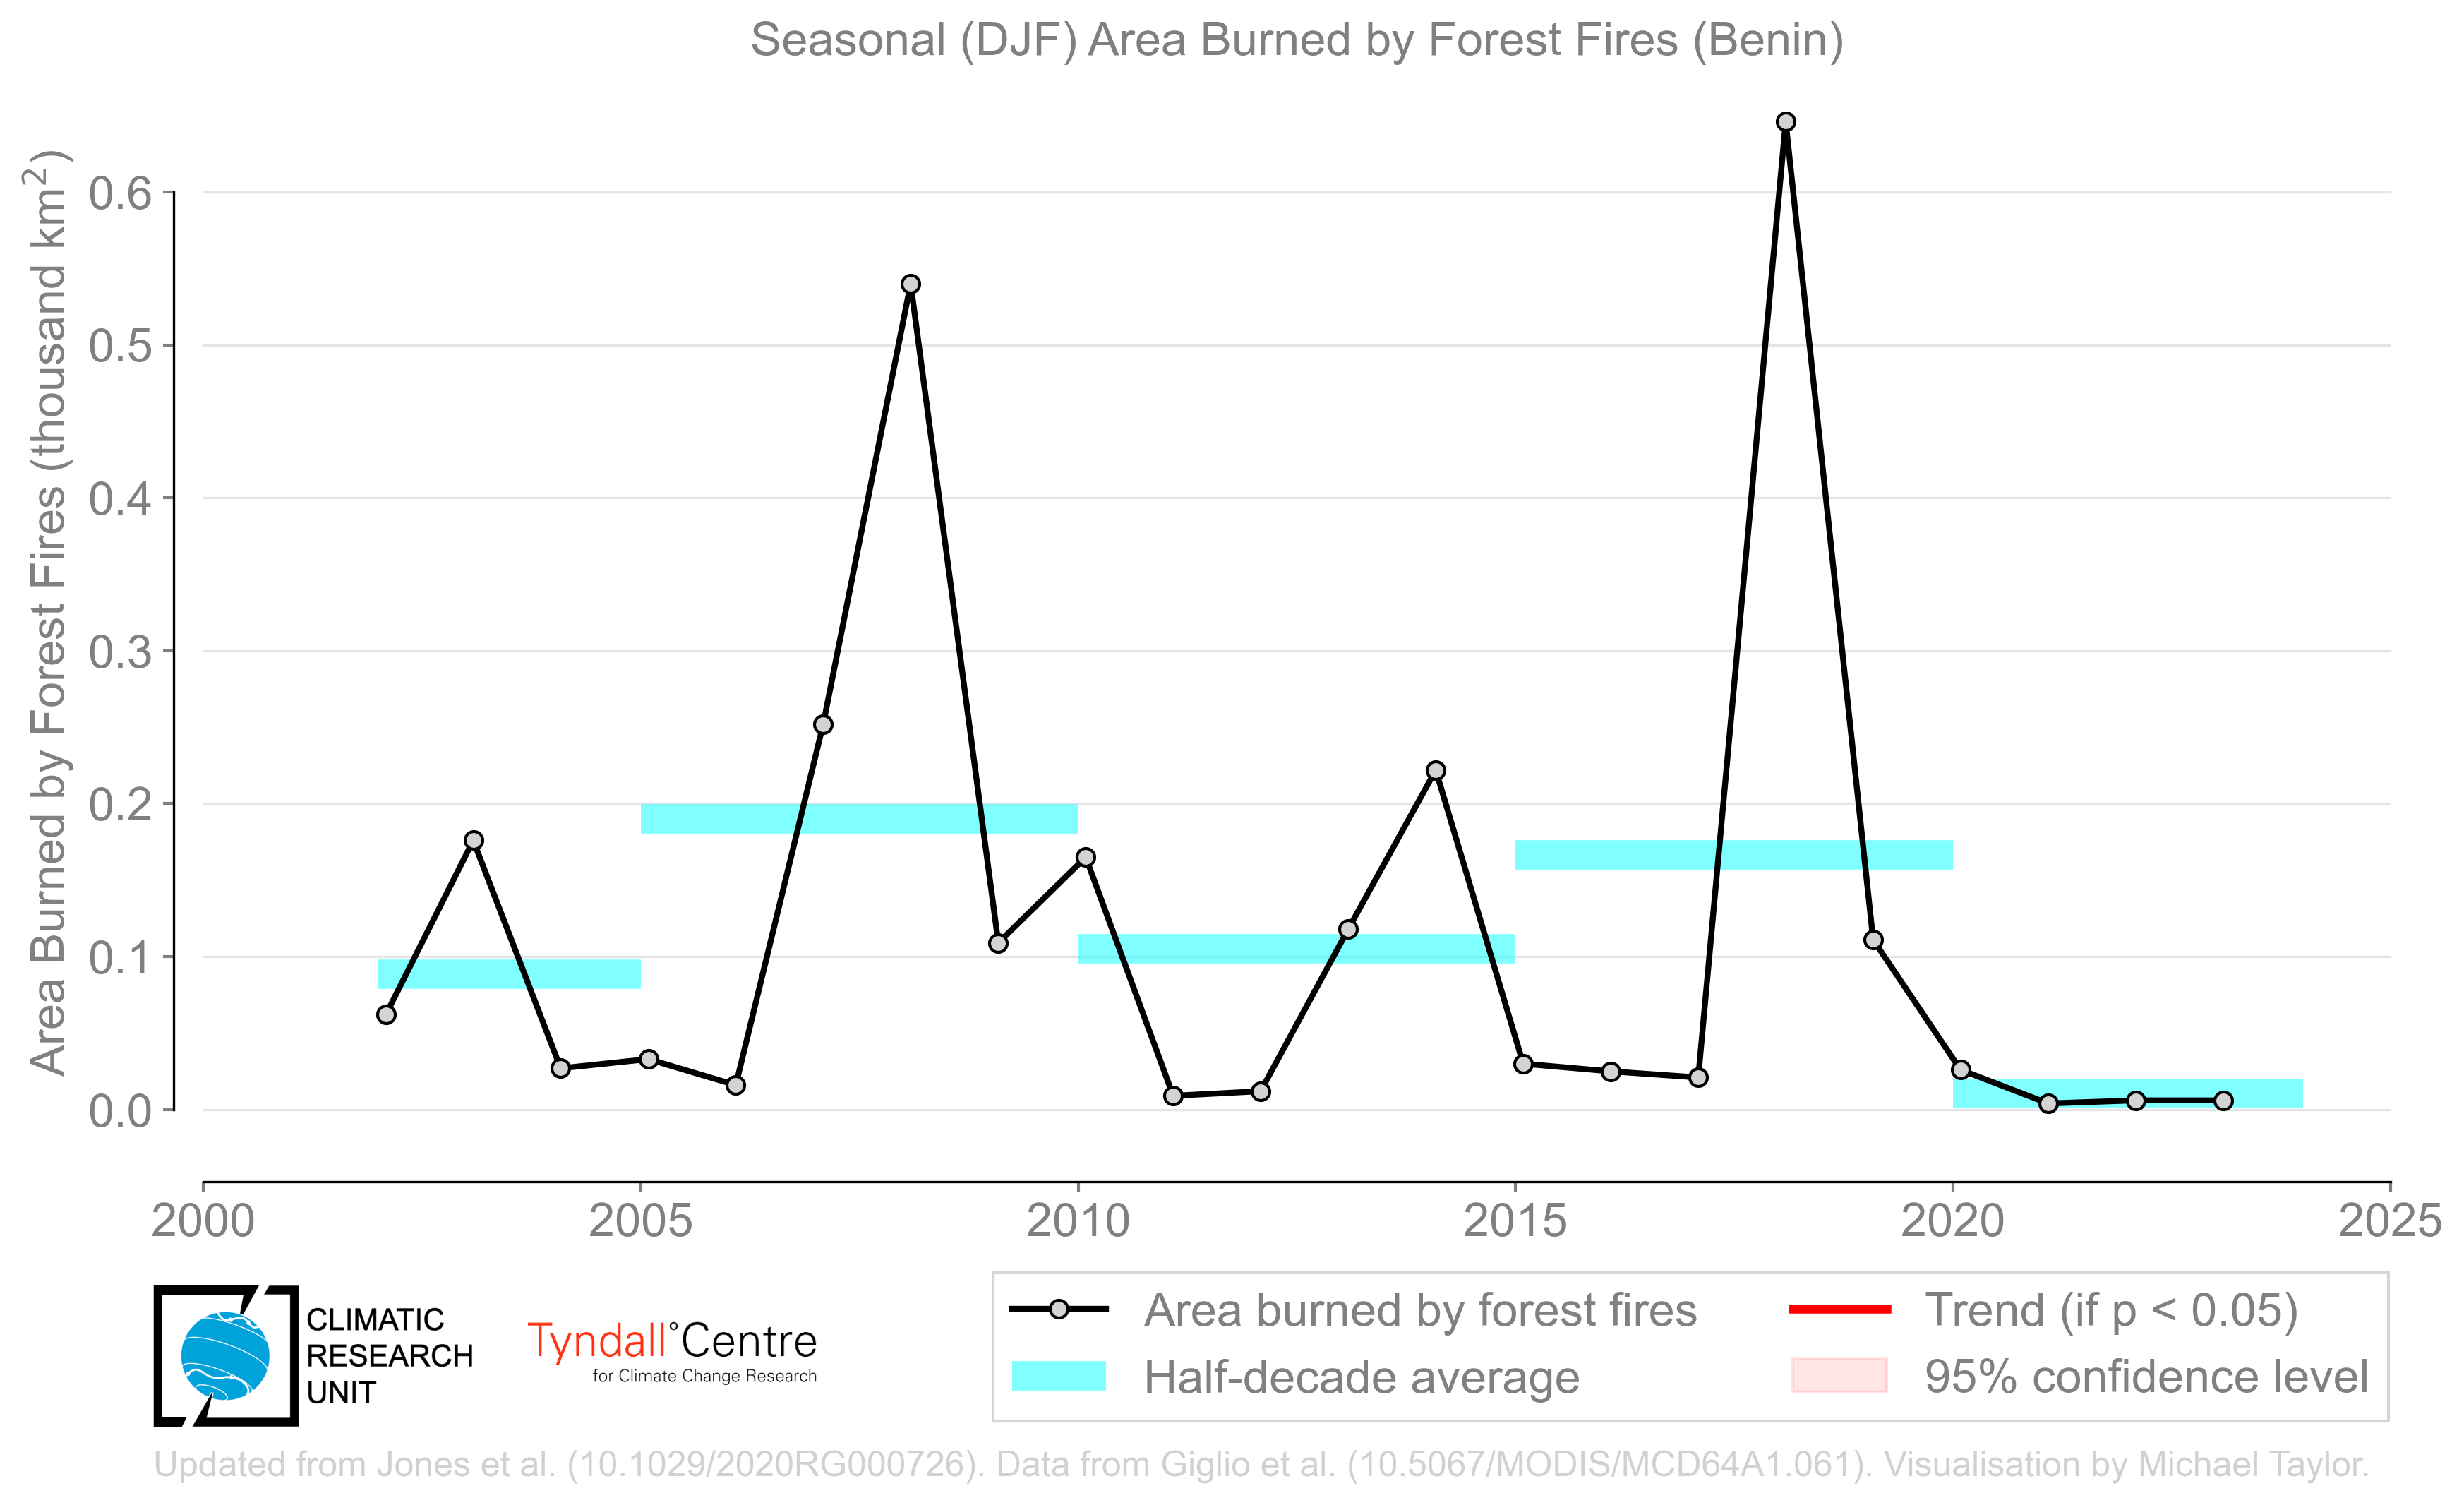 Seasonal (DJF) Area Burned by Forest Fires (Benin)
Area Burned by Forest Fires (thousand km²)
0.6
0.5
0.4
0.3
0.2
0.1
0.0
2000 2005 2010 2015 2020 2025
CLIMATIC
RESEARCH
UNIT
Tyndall°Centre
for Climate Change Research
Area burned by forest fires
Half-decade average
Trend (if p < 0.05)
95% confidence level
Updated from Jones et al. (10.1029/2020RG000726). Data from Giglio et al. (10.5067/MODIS/MCD64A1.061). Visualisation by Michael Taylor.